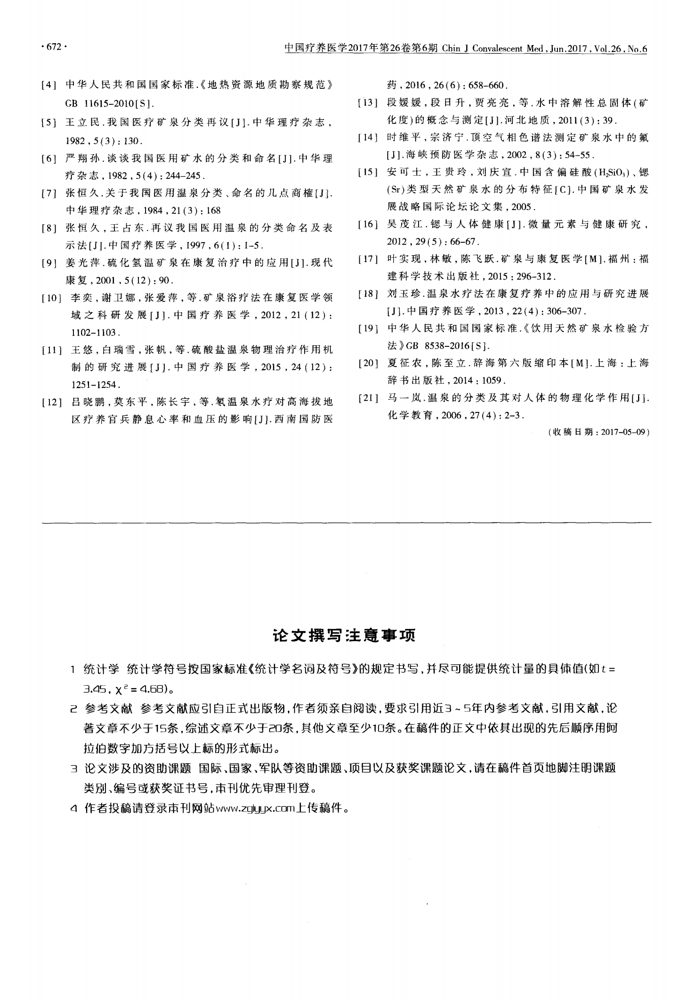 ·672·
中国疗养医学2017年第26卷第6期 Chin J Convalescent Med,Jun.2017,Vol.26,No.6
[4] 中华人民共和国国家标准.《地热资源地质勘察规范》
GB 11615-2010[S].
[5] 王立民.我国医疗矿泉分类再议[J].中华理疗杂志,
1982,5(3):130.
[6] 严翔孙.谈谈我国医用矿水的分类和命名[J].中华理
疗杂志,1982,5(4):244-245.
[7] 张恒久.关于我国医用温泉分类、命名的几点商榷[J].
中华理疗杂志,1984,21(3):168
[8] 张恒久,王占东.再议我国医用温泉的分类命名及表
示法[J].中国疗养医学,1997,6(1):1-5.
[9] 姜光萍.硫化氢温矿泉在康复治疗中的应用[J].现代
康复,2001,5(12):90.
[10] 李奕,谢卫娜,张爱萍,等.矿泉浴疗法在康复医学领
域之科研发展[J].中国疗养医学,2012,21(12):
1102-1103.
[11] 王悠,白瑞雪,张帆,等.硫酸盐温泉物理治疗作用机
制的研究进展[J].中国疗养医学,2015,24(12):
1251-1254.
[12] 吕晓鹏,莫东平,陈长宇,等.氡温泉水疗对高海拔地
区疗养官兵静息心率和血压的影响[J].西南国防医
药,2016,26(6):658-660.
[13] 段媛媛,段日升,贾亮亮,等.水中溶解性总固体(矿
化度)的概念与测定[J].河北地质,2011(3):39.
[14] 时维平,宗济宁.顶空气相色谱法测定矿泉水中的氟
[J].海峡预防医学杂志,2002,8(3):54-55.
[15] 安可士,王贵玲,刘庆宣.中国含偏硅酸(H₂SiO₃)、锶
(Sr)类型天然矿泉水的分布特征[C].中国矿泉水发
展战略国际论坛论文集,2005.
[16] 吴茂江.锶与人体健康[J].微量元素与健康研究,
2012,29(5):66-67.
[17] 叶实现,林敏,陈飞跃.矿泉与康复医学[M].福州:福
建科学技术出版社,2015:296-312.
[18] 刘玉珍.温泉水疗法在康复疗养中的应用与研究进展
[J].中国疗养医学,2013,22(4):306-307.
[19] 中华人民共和国国家标准.《饮用天然矿泉水检验方
法》GB 8538-2016[S].
[20] 夏征农,陈至立.辞海第六版缩印本[M].上海:上海
辞书出版社,2014:1059.
[21] 马一岚.温泉的分类及其对人体的物理化学作用[J].
化学教育,2006,27(4):2-3.
(收稿日期:2017-05-09)
论文撰写注意事项
1 统计学 统计学符号按国家标准《统计学名词及符号》的规定书写,并尽可能提供统计量的具体值(如t=
3.45,χ²=4.68)。
2 参考文献 参考文献应引自正式出版物,作者须亲自阅读,要求引用近3~5年内参考文献,引用文献,论
著文章不少于15条,综述文章不少于20条,其他文章至少10条。在稿件的正文中依其出现的先后顺序用阿
拉伯数字加方括号以上标的形式标出。
3 论文涉及的资助课题 国际、国家、军队等资助课题、项目以及获奖课题论文,请在稿件首页地脚注明课题
类别、编号或获奖证书号,本刊优先审理刊登。
4 作者投稿请登录本刊网站www.zglyyx.com上传稿件。